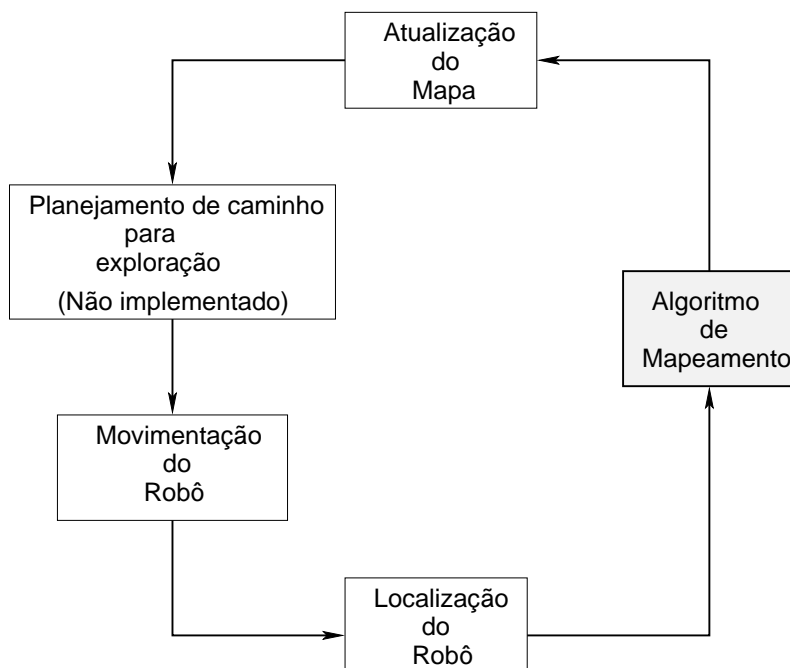 Atualização
do
Mapa
Planejamento de caminho
para
exploração
(Não implementado)
Algoritmo
de
Mapeamento
Movimentação
do
Robô
Localização
do
Robô